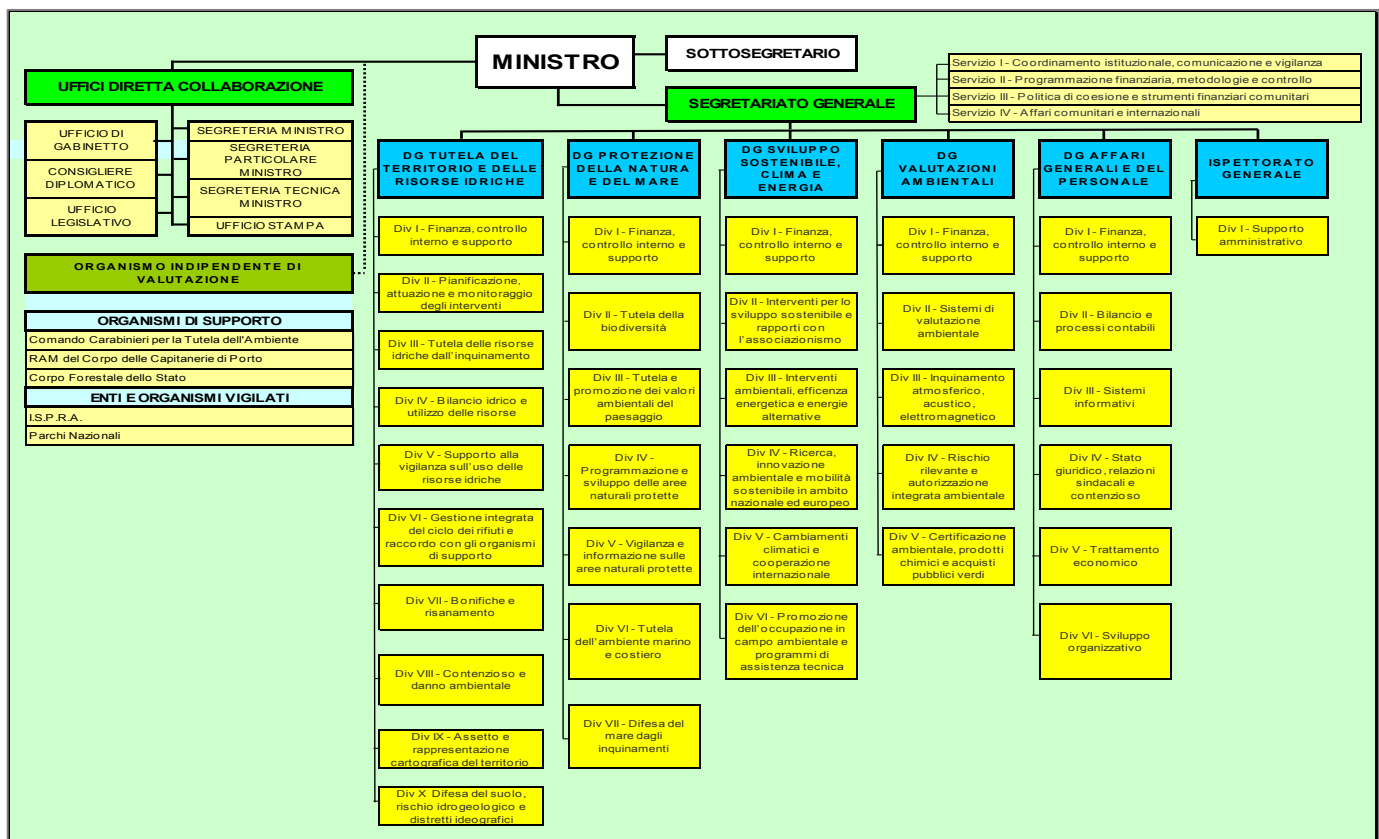 MINISTRO
SOTTOSEGRETARIO
SEGRETARIATO GENERALE
Servizio I - Coordinamento istituzionale, comunicazione e vigilanza
Servizio II - Programmazione finanziaria, metodologie e controllo
Servizio III - Politica di coesione e strumenti finanziari comunitari
Servizio IV - Affari comunitari e internazionali
UFFICI DIRETTA COLLABORAZIONE
UFFICIO DI
GABINETTO
CONSIGLIERE
DIPLOMATICO
UFFICIO
LEGISLATIVO
SEGRETERIA MINISTRO
SEGRETERIA
PARTICOLARE
MINISTRO
SEGRETERIA TECNICA
MINISTRO
UFFICIO STAMPA
ORGANISMO INDIPENDENTE DI
VALUTAZIONE
ORGANISMI DI SUPPORTO
Comando Carabinieri per la Tutela dell'Ambiente
RAM del Corpo delle Capitanerie di Porto
Corpo Forestale dello Stato
ENTI E ORGANISMI VIGILATI
I.S.P.R.A.
Parchi Nazionali
DG TUTELA DEL
TERRITORIO E DELLE
RISORSE IDRICHE
Div I - Finanza, controllo
interno e supporto
Div II - Pianificazione,
attuazione e monitoraggio
degli interventi
Div III - Tutela delle risorse
idriche dall'inquinamento
Div IV - Bilancio idrico e
utilizzo delle risorse
Div V - Supporto alla
vigilanza sull'uso delle
risorse idriche
Div VI - Gestione integrata
del ciclo dei rifiuti e
raccordo con gli organismi
di supporto
Div VII - Bonifiche e
risanamento
Div VIII - Contenzioso e
danno ambientale
Div IX - Assetto e
rappresentazione
cartografica del territorio
Div X Difesa del suolo,
rischio idrogeologico e
distretti ideografici
DG PROTEZIONE
DELLA NATURA
E DEL MARE
Div I - Finanza,
controllo interno e
supporto
Div II - Tutela della
biodiversità
Div III - Tutela e
promozione dei valori
ambientali del
paesaggio
Div IV -
Programmazione e
sviluppo delle aree
naturali protette
Div V - Vigilanza e
informazione sulle
aree naturali protette
Div VI - Tutela
dell'ambiente marino
e costiero
Div VII - Difesa del
mare dagli
inquinamenti
DG SVILUPPO
SOSTENIBILE,
CLIMA E
ENERGIA
Div I - Finanza,
controllo interno e
supporto
Div II - Interventi per lo
sviluppo sostenibile e
rapporti con
l'associazionismo
Div III - Interventi
ambientali, efficenza
energetica e energie
alternative
Div IV - Ricerca,
innovazione
ambientale e mobilità
sostenibile in ambito
nazionale ed europeo
Div V - Cambiamenti
climatici e
cooperazione
internazionale
Div VI - Promozione
dell'occupazione in
campo ambientale e
programmi di
assistenza tecnica
DG
VALUTAZIONI
AMBIENTALI
Div I - Finanza,
controllo interno e
supporto
Div II - Sistemi di
valutazione
ambientale
Div III - Inquinamento
atmosferico,
acustico,
elettromagnetico
Div IV - Rischio
rilevante e
autorizzazione
integrata ambientale
Div V - Certificazione
ambientale, prodotti
chimici e acquisti
pubblici verdi
DG AFFARI
GENERALI E DEL
PERSONALE
Div I - Finanza,
controllo interno e
supporto
Div II - Bilancio e
processi contabili
Div III - Sistemi
informativi
Div IV - Stato
giuridico, relazioni
sindacali e
contenzioso
Div V - Trattamento
economico
Div VI - Sviluppo
organizzativo
ISPETTORATO
GENERALE
Div I - Supporto
amministrativo